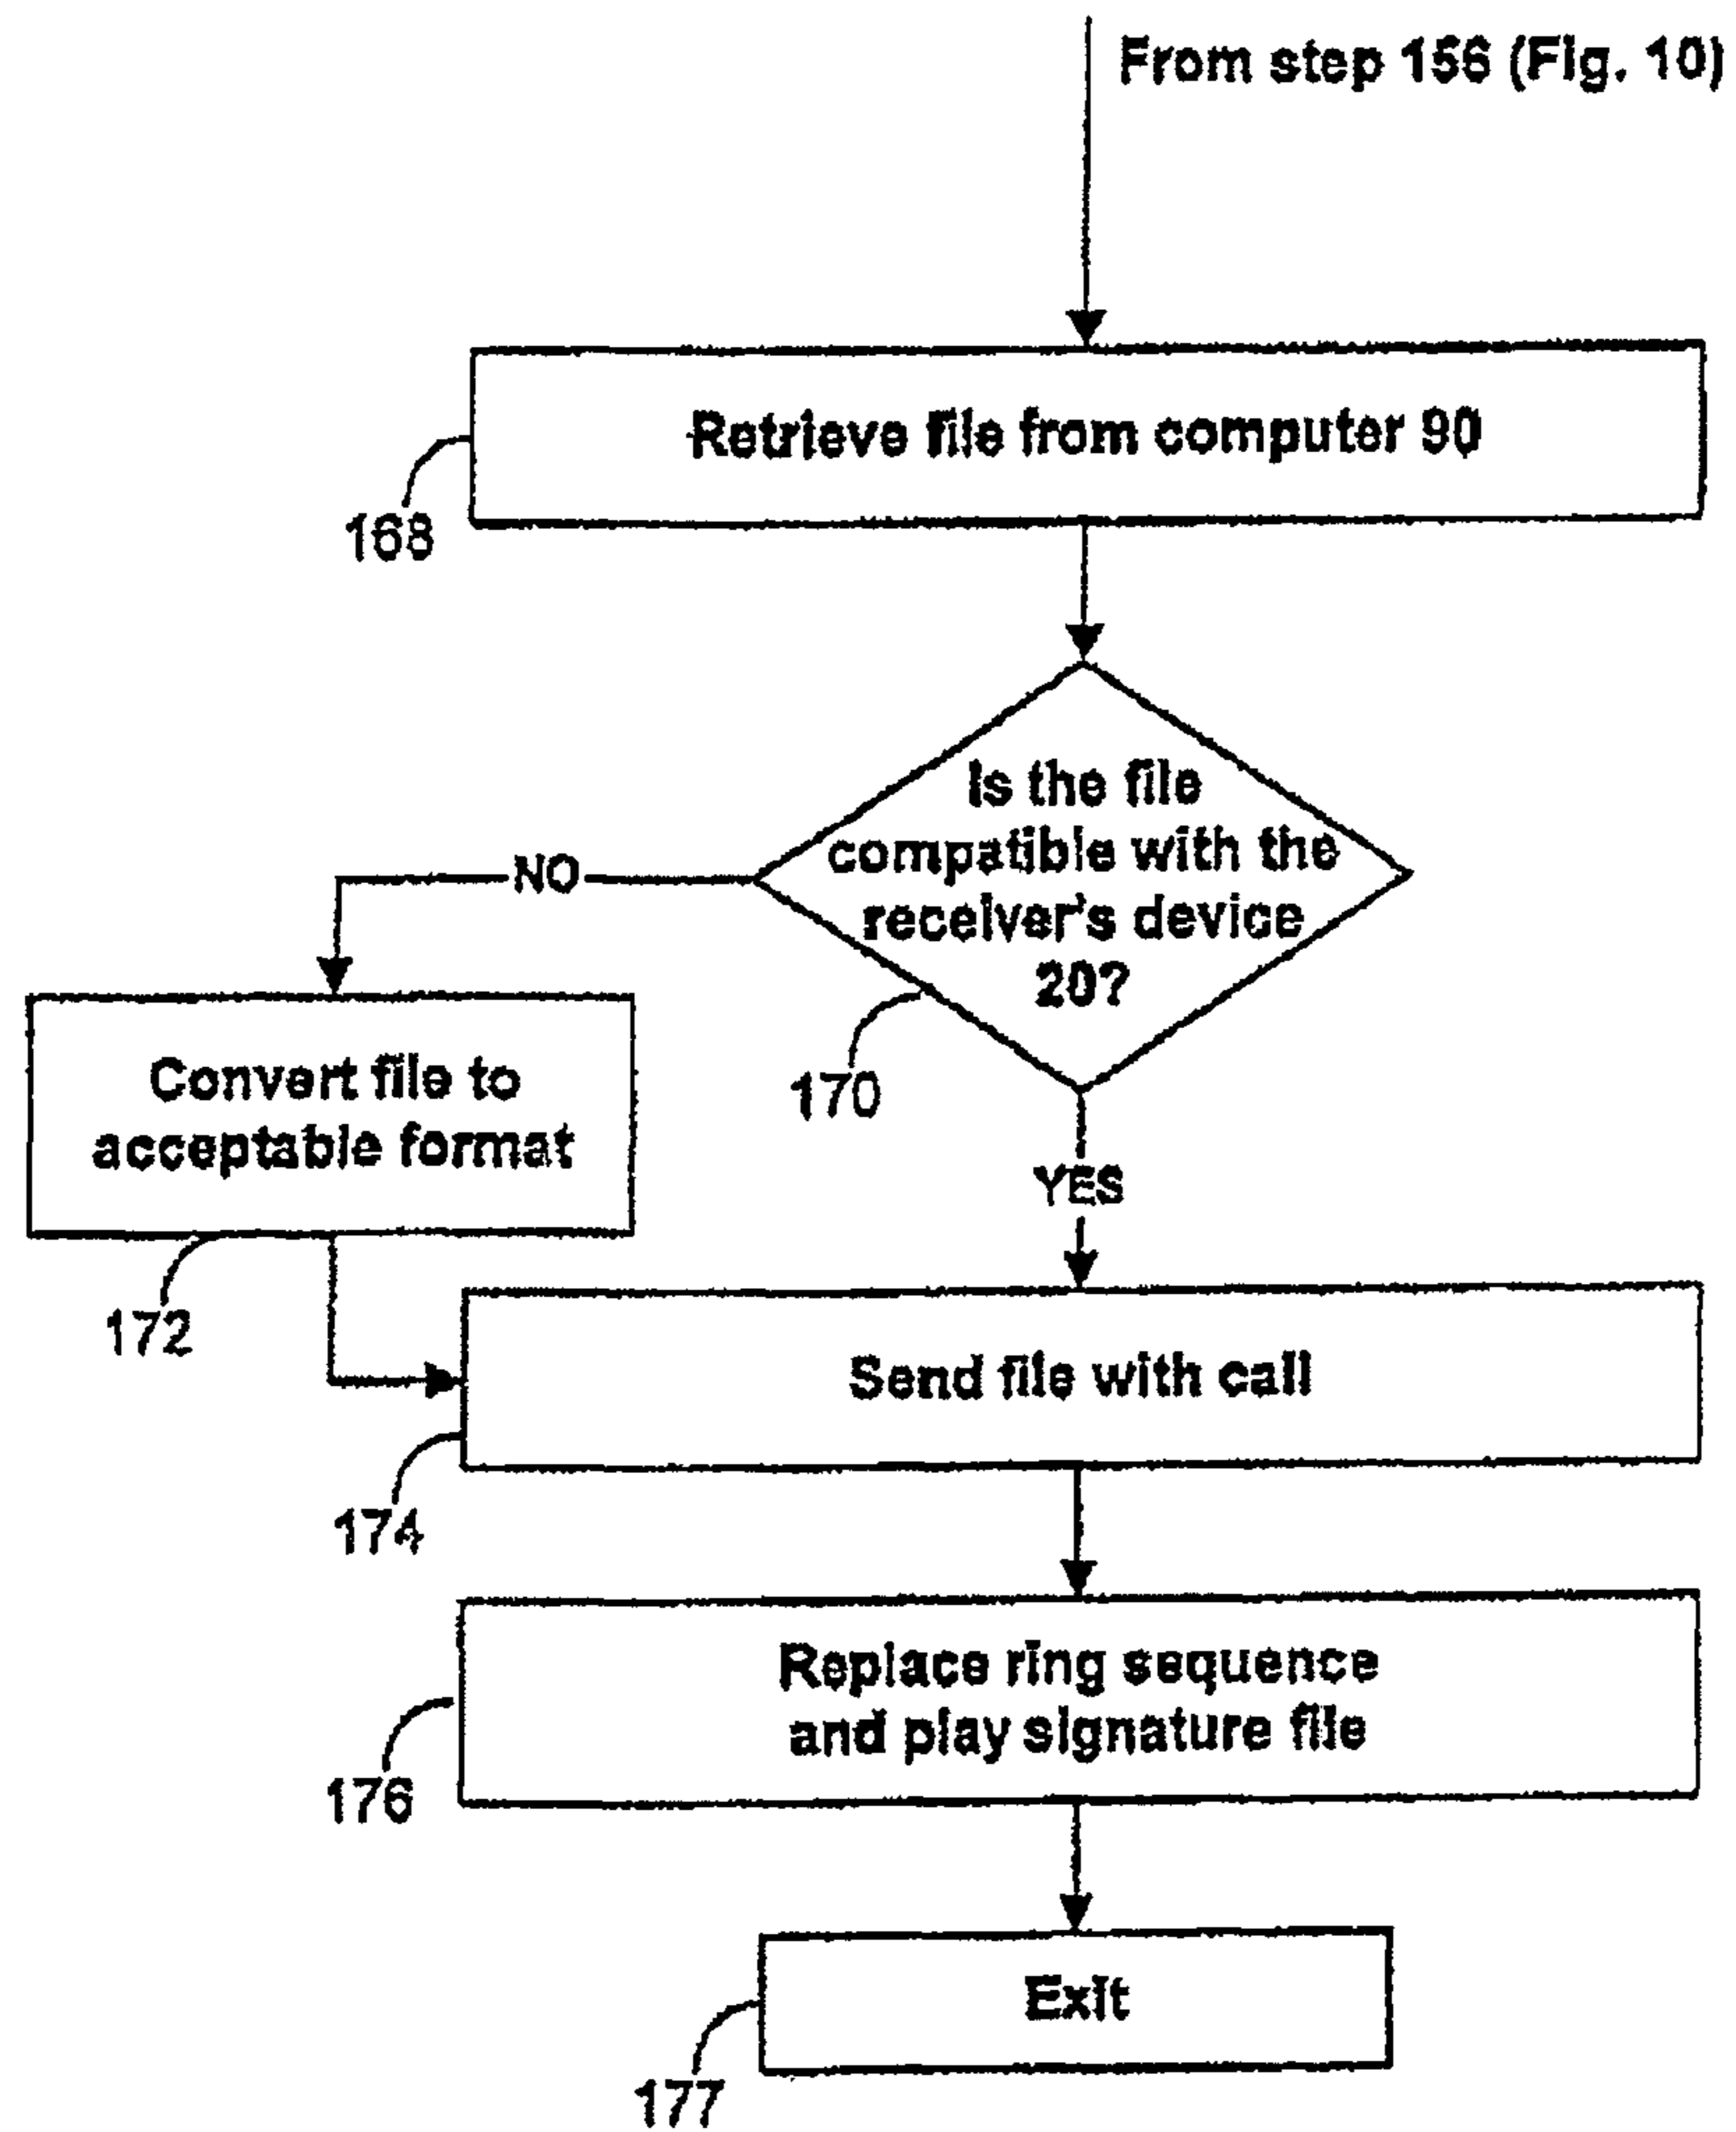 From step 156 (Fig. 10)
Retrieve file from computer 90
168
Is the file
compatible with the
receiver's device
20?
NO
170
Convert file to
acceptable format
YES
172
Send file with call
174
Replace ring sequence
and play signature file
176
Exit
177